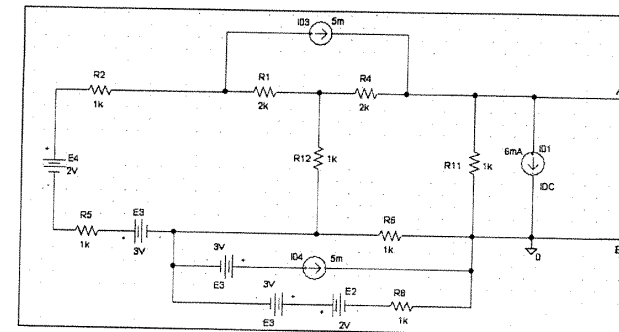 ID3 5m
R2
1k
R1
2k
R4
2k
A
E4
2V
R12 1k
R11 1k
6mA ID1
IDC
R5
1k
E3
3V
R6
1k
0
B
3V
E3
ID4 5m
3V
E3
E2
2V
R8
1k